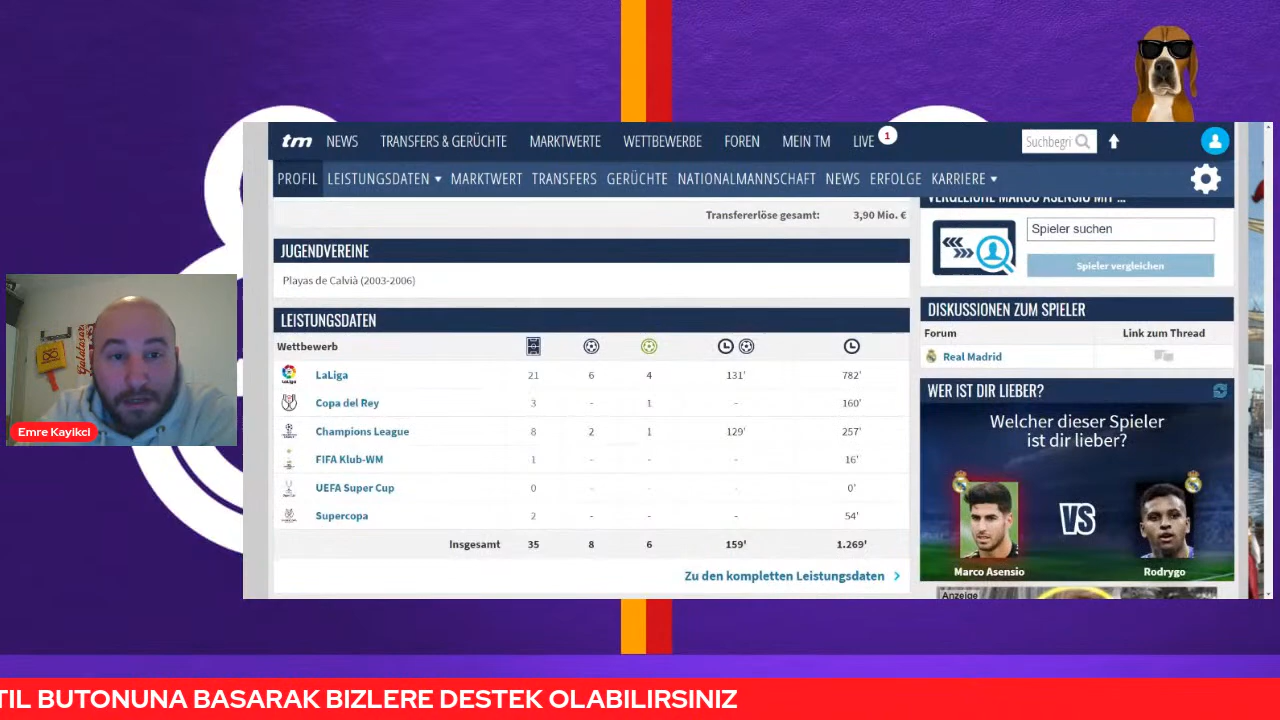 tm NEWS TRANSFERS & GERÜCHTE MARKTWERTE WETTBEWERBE FOREN MEIN TM LIVE 1 Suchbegri
PROFIL LEISTUNGSDATEN MARKTWERT TRANSFERS GERÜCHTE NATIONALMANNSCHAFT NEWS ERFOLGE KARRIERE
Transfererlöse gesamt: 3,90 Mio. €
JUGENDVEREINE
Playas de Calvià (2003-2006)
LEISTUNGSDATEN
Wettbewerb
LaLiga 21 6 4 131' 782'
Copa del Rey 3 - 1 - 160'
Champions League 8 2 1 129' 257'
FIFA Klub-WM 1 - - - 16'
UEFA Super Cup 0 - - - 0'
Supercopa 2 - - - 54'
Insgesamt 35 8 6 159' 1.269'
Zu den kompletten Leistungsdaten
VERGLEICHE MARCO ASENSIO MIT ...
Spieler suchen
Spieler vergleichen
DISKUSSIONEN ZUM SPIELER
Forum Link zum Thread
Real Madrid
WER IST DIR LIEBER?
Welcher dieser Spieler
ist dir lieber?
VS
Marco Asensio Rodrygo
Anzeige
Emre Kayikci
TIL BUTONUNA BASARAK BIZLERE DESTEK OLABILIRSINIZ